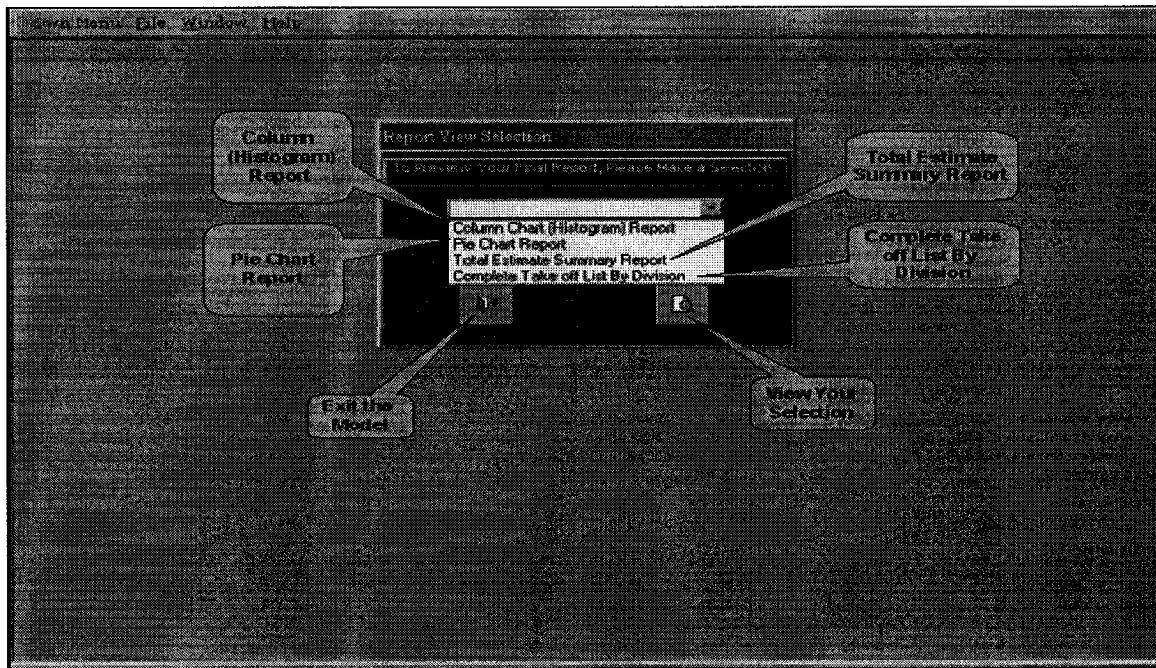 Menu File Window Help
Column
(Histogram)
Report
Report View Selection
To Preview Your Final Report, Please Make a Selection
Total Estimate
Summary Report
Column Chart (Histogram) Report
Pie Chart Report
Total Estimate Summary Report
Complete Take off List By Division
Pie Chart
Report
Complete Take
off List By
Division
Exit the
Model
View Your
Selection